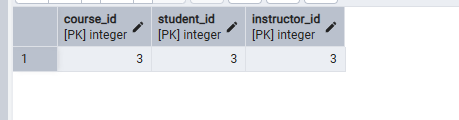 course_id student_id instructor_id
[PK] integer [PK] integer [PK] integer
1 3 3 3